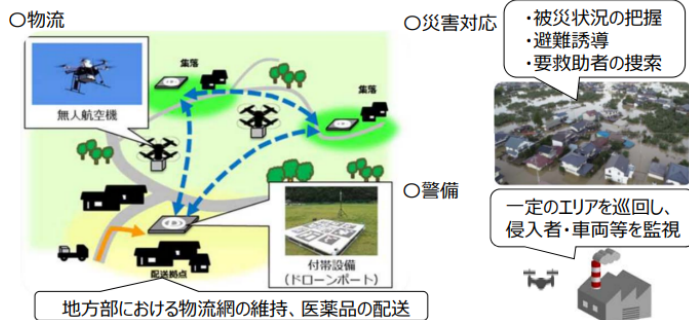 〇物流
集落
無人航空機
集落
付帯設備
(ドローンポート)
配送拠点
地方部における物流網の維持、医薬品の配送
〇災害対応
・被災状況の把握
・避難誘導
・要救助者の捜索
〇警備
一定のエリアを巡回し、
侵入者・車両等を監視